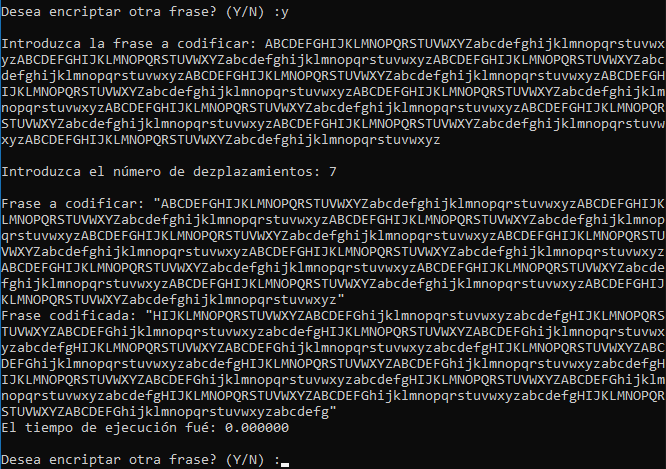 Desea encriptar otra frase? (Y/N) :y
Introduzca la frase a codificar: ABCDEFGHIJKLMNOPQRSTUVWXYZabcdefghijklmnopqrstuvwx
yzABCDEFGHIJKLMNOPQRSTUVWXYZabcdefghijklmnopqrstuvwxyzABCDEFGHIJKLMNOPQRSTUVWXYZabc
defghijklmnopqrstuvwxyzABCDEFGHIJKLMNOPQRSTUVWXYZabcdefghijklmnopqrstuvwxyzABCDEFGH
IJKLMNOPQRSTUVWXYZabcdefghijklmnopqrstuvwxyzABCDEFGHIJKLMNOPQRSTUVWXYZabcdefghijklm
nopqrstuvwxyzABCDEFGHIJKLMNOPQRSTUVWXYZabcdefghijklmnopqrstuvwxyzABCDEFGHIJKLMNOPQR
STUVWXYZabcdefghijklmnopqrstuvwxyzABCDEFGHIJKLMNOPQRSTUVWXYZabcdefghijklmnopqrstuvw
xyzABCDEFGHIJKLMNOPQRSTUVWXYZabcdefghijklmnopqrstuvwxyz
Introduzca el número de dezplazamientos: 7
Frase a codificar: "ABCDEFGHIJKLMNOPQRSTUVWXYZabcdefghijklmnopqrstuvwxyzABCDEFGHIJK
LMNOPQRSTUVWXYZabcdefghijklmnopqrstuvwxyzABCDEFGHIJKLMNOPQRSTUVWXYZabcdefghijklmnop
qrstuvwxyzABCDEFGHIJKLMNOPQRSTUVWXYZabcdefghijklmnopqrstuvwxyzABCDEFGHIJKLMNOPQRSTU
VWXYZabcdefghijklmnopqrstuvwxyzABCDEFGHIJKLMNOPQRSTUVWXYZabcdefghijklmnopqrstuvwxyz
ABCDEFGHIJKLMNOPQRSTUVWXYZabcdefghijklmnopqrstuvwxyzABCDEFGHIJKLMNOPQRSTUVWXYZabcde
fghijklmnopqrstuvwxyzABCDEFGHIJKLMNOPQRSTUVWXYZabcdefghijklmnopqrstuvwxyzABCDEFGHIJ
KLMNOPQRSTUVWXYZabcdefghijklmnopqrstuvwxyz"
Frase codificada: "HIJKLMNOPQRSTUVWXYZABCDEFGhijklmnopqrstuvwxyzabcdefgHIJKLMNOPQRS
TUVWXYZABCDEFGhijklmnopqrstuvwxyzabcdefgHIJKLMNOPQRSTUVWXYZABCDEFGhijklmnopqrstuvwx
yzabcdefgHIJKLMNOPQRSTUVWXYZABCDEFGhijklmnopqrstuvwxyzabcdefgHIJKLMNOPQRSTUVWXYZABC
DEFGhijklmnopqrstuvwxyzabcdefgHIJKLMNOPQRSTUVWXYZABCDEFGhijklmnopqrstuvwxyzabcdefgH
IJKLMNOPQRSTUVWXYZABCDEFGhijklmnopqrstuvwxyzabcdefgHIJKLMNOPQRSTUVWXYZABCDEFGhijklm
nopqrstuvwxyzabcdefgHIJKLMNOPQRSTUVWXYZABCDEFGhijklmnopqrstuvwxyzabcdefgHIJKLMNOPQR
STUVWXYZABCDEFGhijklmnopqrstuvwxyzabcdefg"
El tiempo de ejecución fué: 0.000000
Desea encriptar otra frase? (Y/N) :